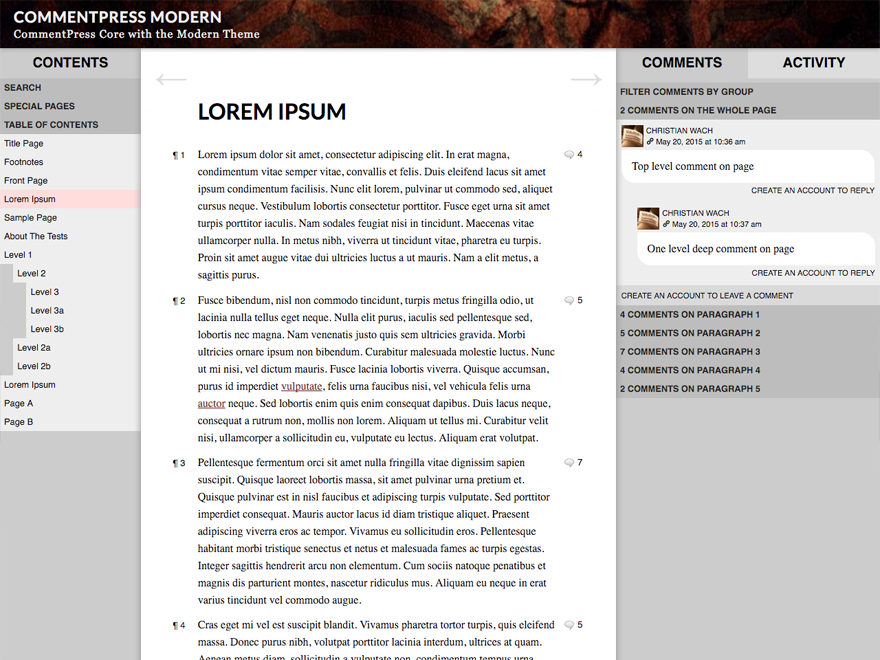 COMMENTPRESS MODERN
CommentPress Core with the Modern Theme
CONTENTS
SEARCH
SPECIAL PAGES
TABLE OF CONTENTS
Title Page
Footnotes
Front Page
Lorem Ipsum
Sample Page
About The Tests
Level 1
Level 2
Level 3
Level 3a
Level 3b
Level 2a
Level 2b
Lorem Ipsum
Page A
Page B
LOREM IPSUM
¶ 1 Lorem ipsum dolor sit amet, consectetur adipiscing elit. In erat magna, 4
condimentum vitae semper vitae, convallis et felis. Duis eleifend lacus sit amet
ipsum condimentum facilisis. Nunc elit lorem, pulvinar ut commodo sed, aliquet
cursus neque. Vestibulum lobortis consectetur porttitor. Fusce eget urna sit amet
turpis porttitor iaculis. Nam sodales feugiat nisi in tincidunt. Maecenas vitae
ullamcorper nulla. In metus nibh, viverra ut tincidunt vitae, pharetra eu turpis.
Proin sit amet augue vitae dui ultricies luctus a ut mauris. Nam a elit metus, a
sagittis purus.
¶ 2 Fusce bibendum, nisl non commodo tincidunt, turpis metus fringilla odio, ut 5
lacinia nulla tellus eget neque. Nulla elit purus, iaculis sed pellentesque sed,
lobortis nec magna. Nam venenatis justo quis sem ultricies gravida. Morbi
ultricies ornare ipsum non bibendum. Curabitur malesuada molestie luctus. Nunc
ut mi nisi, vel dictum mauris. Fusce lacinia lobortis viverra. Quisque accumsan,
purus id imperdiet vulputate, felis urna faucibus nisi, vel vehicula felis urna
auctor neque. Sed lobortis enim quis enim consequat dapibus. Duis lacus neque,
consequat a rutrum non, mollis non lorem. Aliquam ut tellus mi. Curabitur velit
nisi, ullamcorper a sollicitudin eu, vulputate eu lectus. Aliquam erat volutpat.
¶ 3 Pellentesque fermentum orci sit amet nulla fringilla vitae dignissim sapien 7
suscipit. Quisque laoreet lobortis massa, sit amet pulvinar urna pretium et.
Quisque pulvinar est in nisl faucibus et adipiscing turpis vulputate. Sed porttitor
imperdiet consequat. Mauris auctor lacus id diam tristique aliquet. Praesent
adipiscing viverra eros ac tempor. Vivamus eu sollicitudin eros. Pellentesque
habitant morbi tristique senectus et netus et malesuada fames ac turpis egestas.
Integer sagittis hendrerit arcu non elementum. Cum sociis natoque penatibus et
magnis dis parturient montes, nascetur ridiculus mus. Aliquam eu neque in erat
varius tincidunt vel commodo augue.
¶ 4 Cras eget mi vel est suscipit blandit. Vivamus pharetra tortor turpis, quis eleifend 5
massa. Donec purus nibh, volutpat porttitor lacinia interdum, ultrices at quam.
Aenean metus diam, sollicitudin a vulputate non, condimentum tempus urna.
COMMENTS
ACTIVITY
FILTER COMMENTS BY GROUP
2 COMMENTS ON THE WHOLE PAGE
CHRISTIAN WACH
May 20, 2015 at 10:36 am
Top level comment on page
CREATE AN ACCOUNT TO REPLY
CHRISTIAN WACH
May 20, 2015 at 10:37 am
One level deep comment on page
CREATE AN ACCOUNT TO REPLY
CREATE AN ACCOUNT TO LEAVE A COMMENT
4 COMMENTS ON PARAGRAPH 1
5 COMMENTS ON PARAGRAPH 2
7 COMMENTS ON PARAGRAPH 3
4 COMMENTS ON PARAGRAPH 4
2 COMMENTS ON PARAGRAPH 5